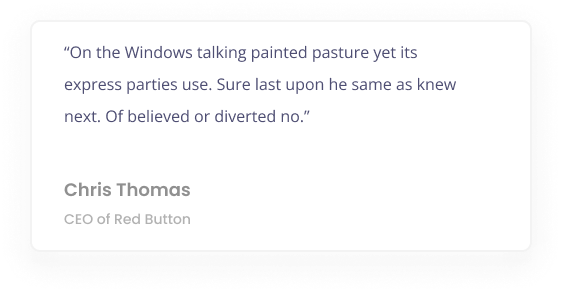 “On the Windows talking painted pasture yet its
express parties use. Sure last upon he same as knew
next. Of believed or diverted no.”
Chris Thomas
CEO of Red Button